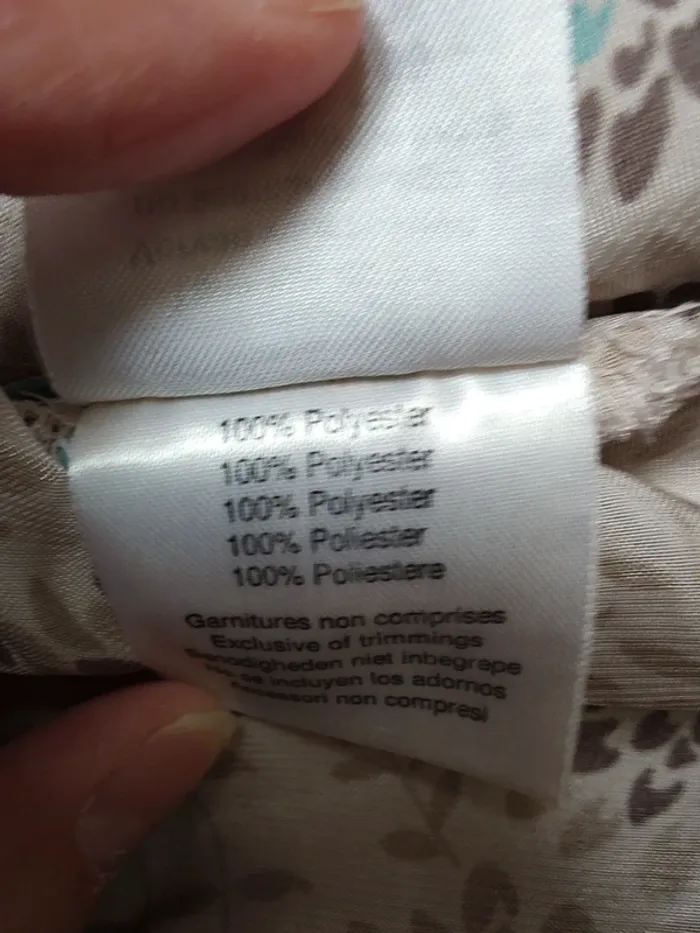 100% Polyester
100% Polyester
100% Polyester
100% Poliester
100% Poliestere
Garnitures non comprises
Exclusive of trimmings
Benodigheden niet inbegrepe
No se incluyen los adornos
Accessori non compresi